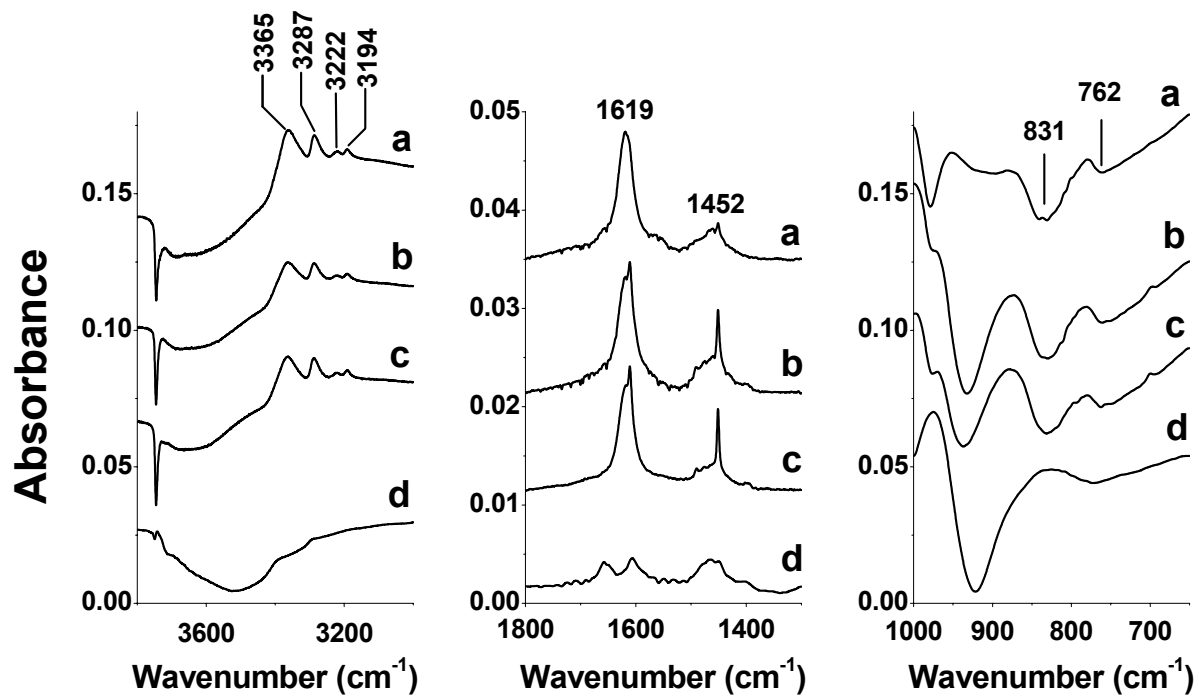 3365
3287
3222
3194
a
b
c
d
0.15
0.10
0.05
0.00
3600
3200
Wavenumber (cm-1)
Absorbance
1619
1452
a
b
c
d
0.05
0.04
0.03
0.02
0.01
0.00
1800
1600
1400
Wavenumber (cm-1)
831
762
a
b
c
d
0.15
0.10
0.05
0.00
1000
900
800
700
Wavenumber (cm-1)